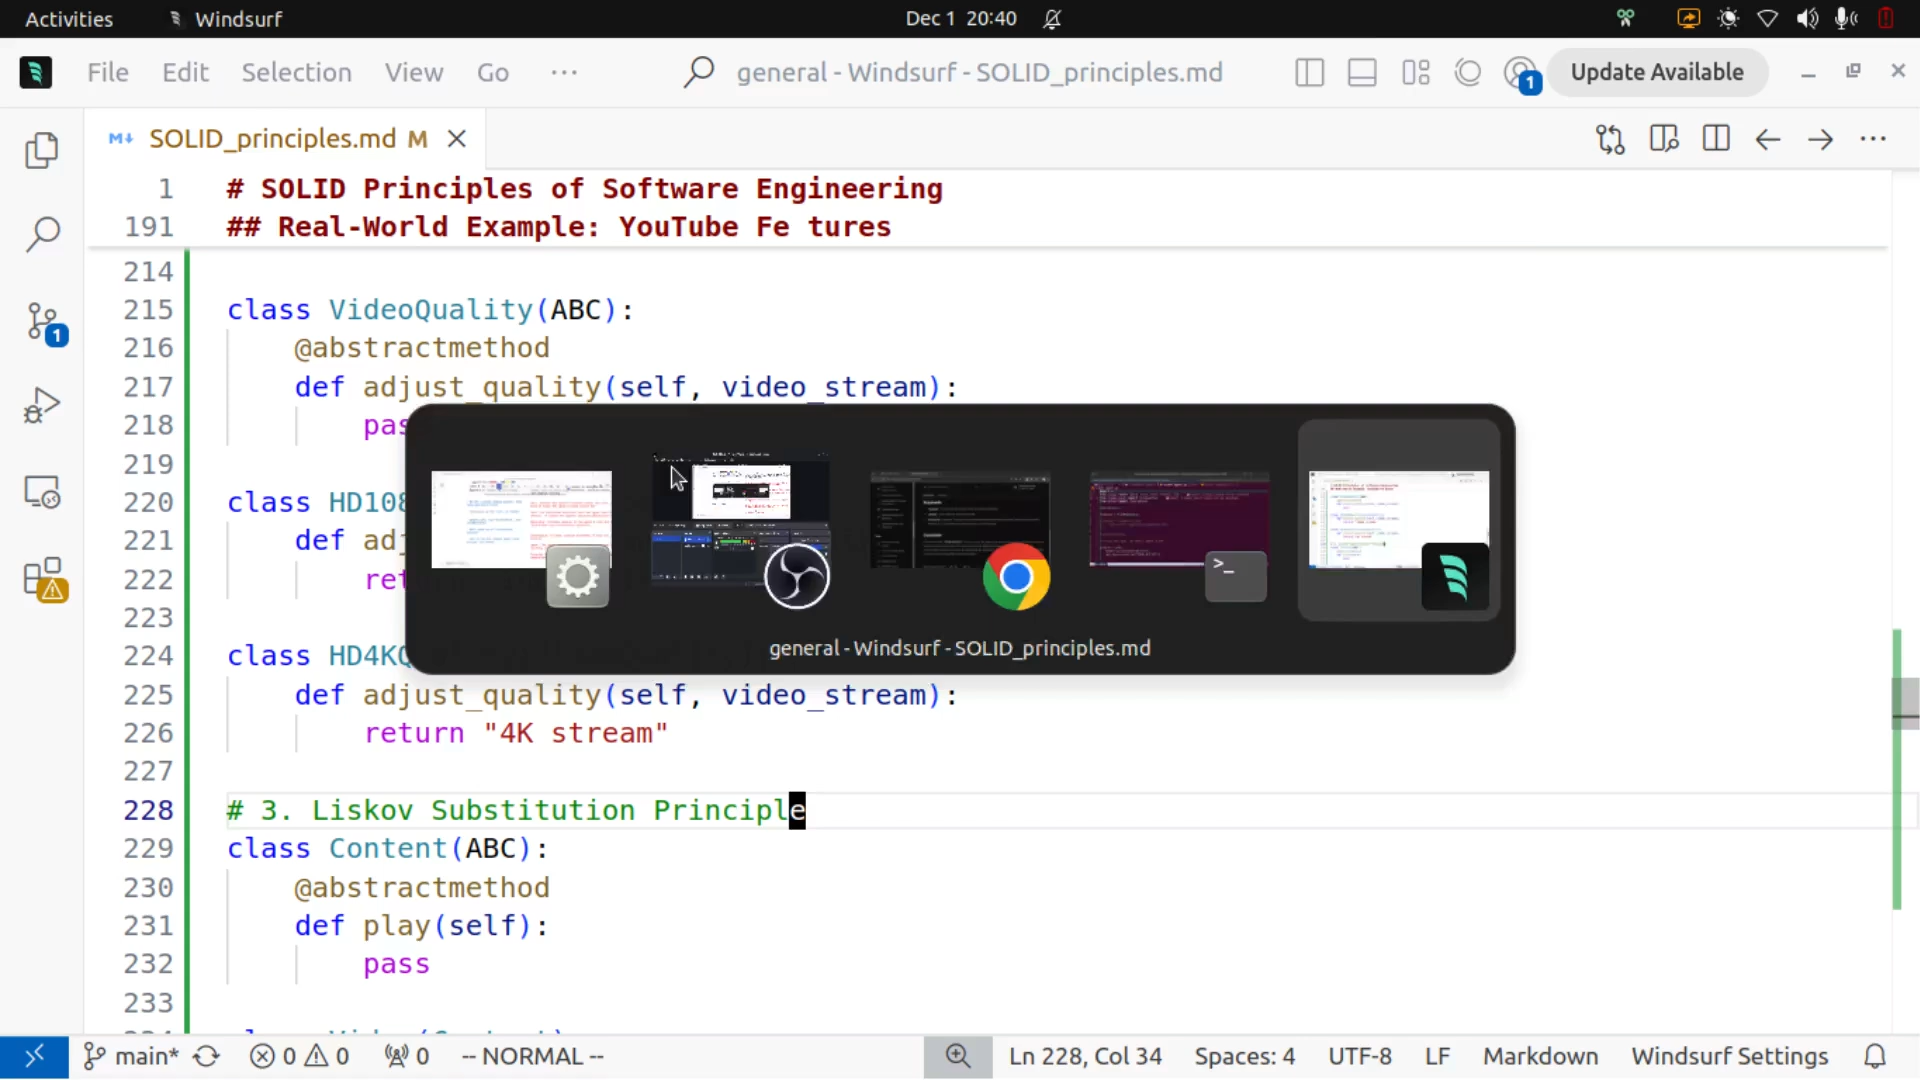 Activities
Windsurf
Dec 1 20:40
File Edit Selection View Go ···
general - Windsurf - SOLID_principles.md
1
Update Available
SOLID_principles.md M
1 # SOLID Principles of Software Engineering
191 ## Real-World Example: YouTube Fe tures
214
215 class VideoQuality(ABC):
216 @abstractmethod
217 def adjust_quality(self, video_stream):
218 pas
219
220 class HD108
221 def adj
222 ret
223
224 class HD4KQ
225 def adjust_quality(self, video_stream):
226 return "4K stream"
227
228 # 3. Liskov Substitution Principle
229 class Content(ABC):
230 @abstractmethod
231 def play(self):
232 pass
233
general - Windsurf - SOLID_principles.md
1
main* 0 0 0 -- NORMAL -- Ln 228, Col 34 Spaces: 4 UTF-8 LF Markdown Windsurf Settings